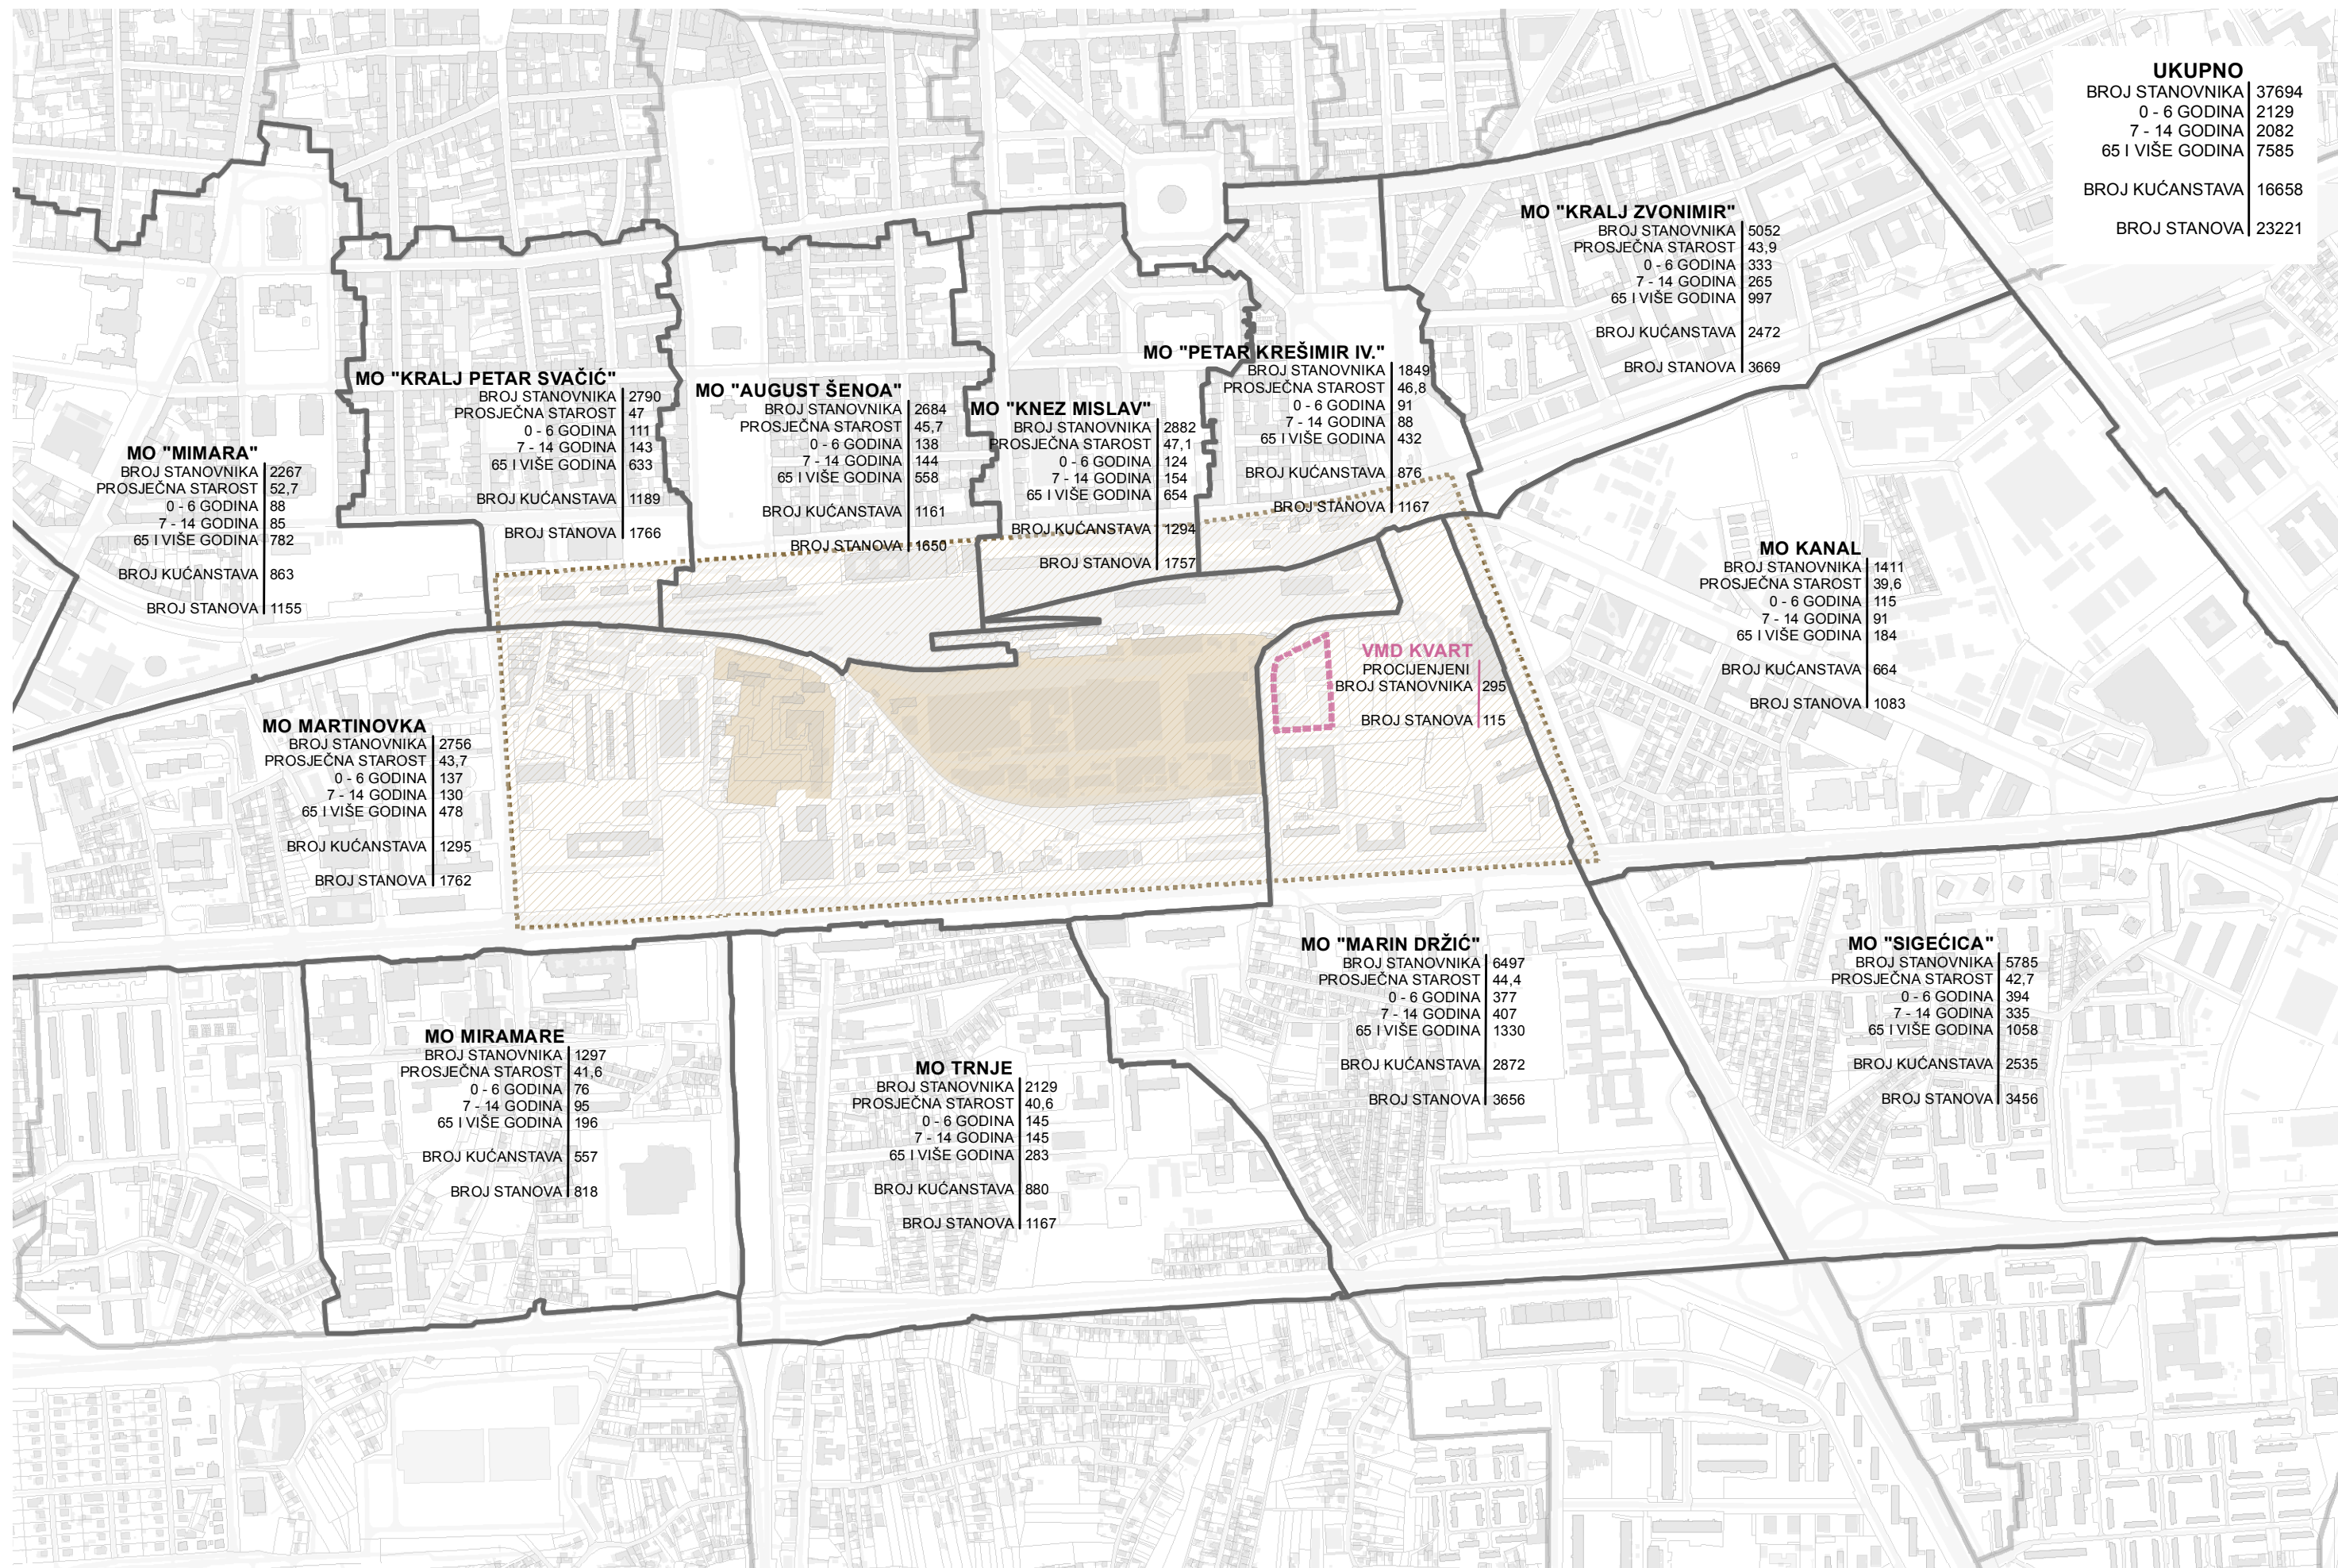 UKUPNO
BROJ STANOVNIKA 37694
0 - 6 GODINA 2129
7 - 14 GODINA 2082
65 I VIŠE GODINA 7585
BROJ KUĆANSTAVA 16658
BROJ STANOVA 23221
MO "KRALJ ZVONIMIR"
BROJ STANOVNIKA 5052
PROSJEČNA STAROST 43,9
0 - 6 GODINA 333
7 - 14 GODINA 265
65 I VIŠE GODINA 997
BROJ KUĆANSTAVA 2472
BROJ STANOVA 3669
MO "PETAR KREŠIMIR IV."
BROJ STANOVNIKA 1849
PROSJEČNA STAROST 46,8
0 - 6 GODINA 91
7 - 14 GODINA 88
65 I VIŠE GODINA 432
BROJ KUĆANSTAVA 876
BROJ STANOVA 1167
MO "KRALJ PETAR SVAČIĆ"
BROJ STANOVNIKA 2790
PROSJEČNA STAROST 47
0 - 6 GODINA 111
7 - 14 GODINA 143
65 I VIŠE GODINA 633
BROJ KUĆANSTAVA 1189
BROJ STANOVA 1766
MO "AUGUST ŠENOA"
BROJ STANOVNIKA 2684
PROSJEČNA STAROST 45,7
0 - 6 GODINA 138
7 - 14 GODINA 144
65 I VIŠE GODINA 558
BROJ KUĆANSTAVA 1161
BROJ STANOVA 1650
MO "KNEZ MISLAV"
BROJ STANOVNIKA 2882
PROSJEČNA STAROST 47,1
0 - 6 GODINA 124
7 - 14 GODINA 154
65 I VIŠE GODINA 654
BROJ KUĆANSTAVA 1294
BROJ STANOVA 1757
MO "MIMARA"
BROJ STANOVNIKA 2267
PROSJEČNA STAROST 52,7
0 - 6 GODINA 88
7 - 14 GODINA 85
65 I VIŠE GODINA 782
BROJ KUĆANSTAVA 863
BROJ STANOVA 1155
MO KANAL
BROJ STANOVNIKA 1411
PROSJEČNA STAROST 39,6
0 - 6 GODINA 115
7 - 14 GODINA 91
65 I VIŠE GODINA 184
BROJ KUĆANSTAVA 664
BROJ STANOVA 1083
VMD KVART
PROCIJENJENI
BROJ STANOVNIKA 295
BROJ STANOVA 115
MO MARTINOVKA
BROJ STANOVNIKA 2756
PROSJEČNA STAROST 43,7
0 - 6 GODINA 137
7 - 14 GODINA 130
65 I VIŠE GODINA 478
BROJ KUĆANSTAVA 1295
BROJ STANOVA 1762
MO "MARIN DRŽIĆ"
BROJ STANOVNIKA 6497
PROSJEČNA STAROST 44,4
0 - 6 GODINA 377
7 - 14 GODINA 407
65 I VIŠE GODINA 1330
BROJ KUĆANSTAVA 2872
BROJ STANOVA 3656
MO "SIGEĆICA"
BROJ STANOVNIKA 5785
PROSJEČNA STAROST 42,7
0 - 6 GODINA 394
7 - 14 GODINA 335
65 I VIŠE GODINA 1058
BROJ KUĆANSTAVA 2535
BROJ STANOVA 3456
MO MIRAMARE
BROJ STANOVNIKA 1297
PROSJEČNA STAROST 41,6
0 - 6 GODINA 76
7 - 14 GODINA 95
65 I VIŠE GODINA 196
BROJ KUĆANSTAVA 557
BROJ STANOVA 818
MO TRNJE
BROJ STANOVNIKA 2129
PROSJEČNA STAROST 40,6
0 - 6 GODINA 145
7 - 14 GODINA 145
65 I VIŠE GODINA 283
BROJ KUĆANSTAVA 880
BROJ STANOVA 1167